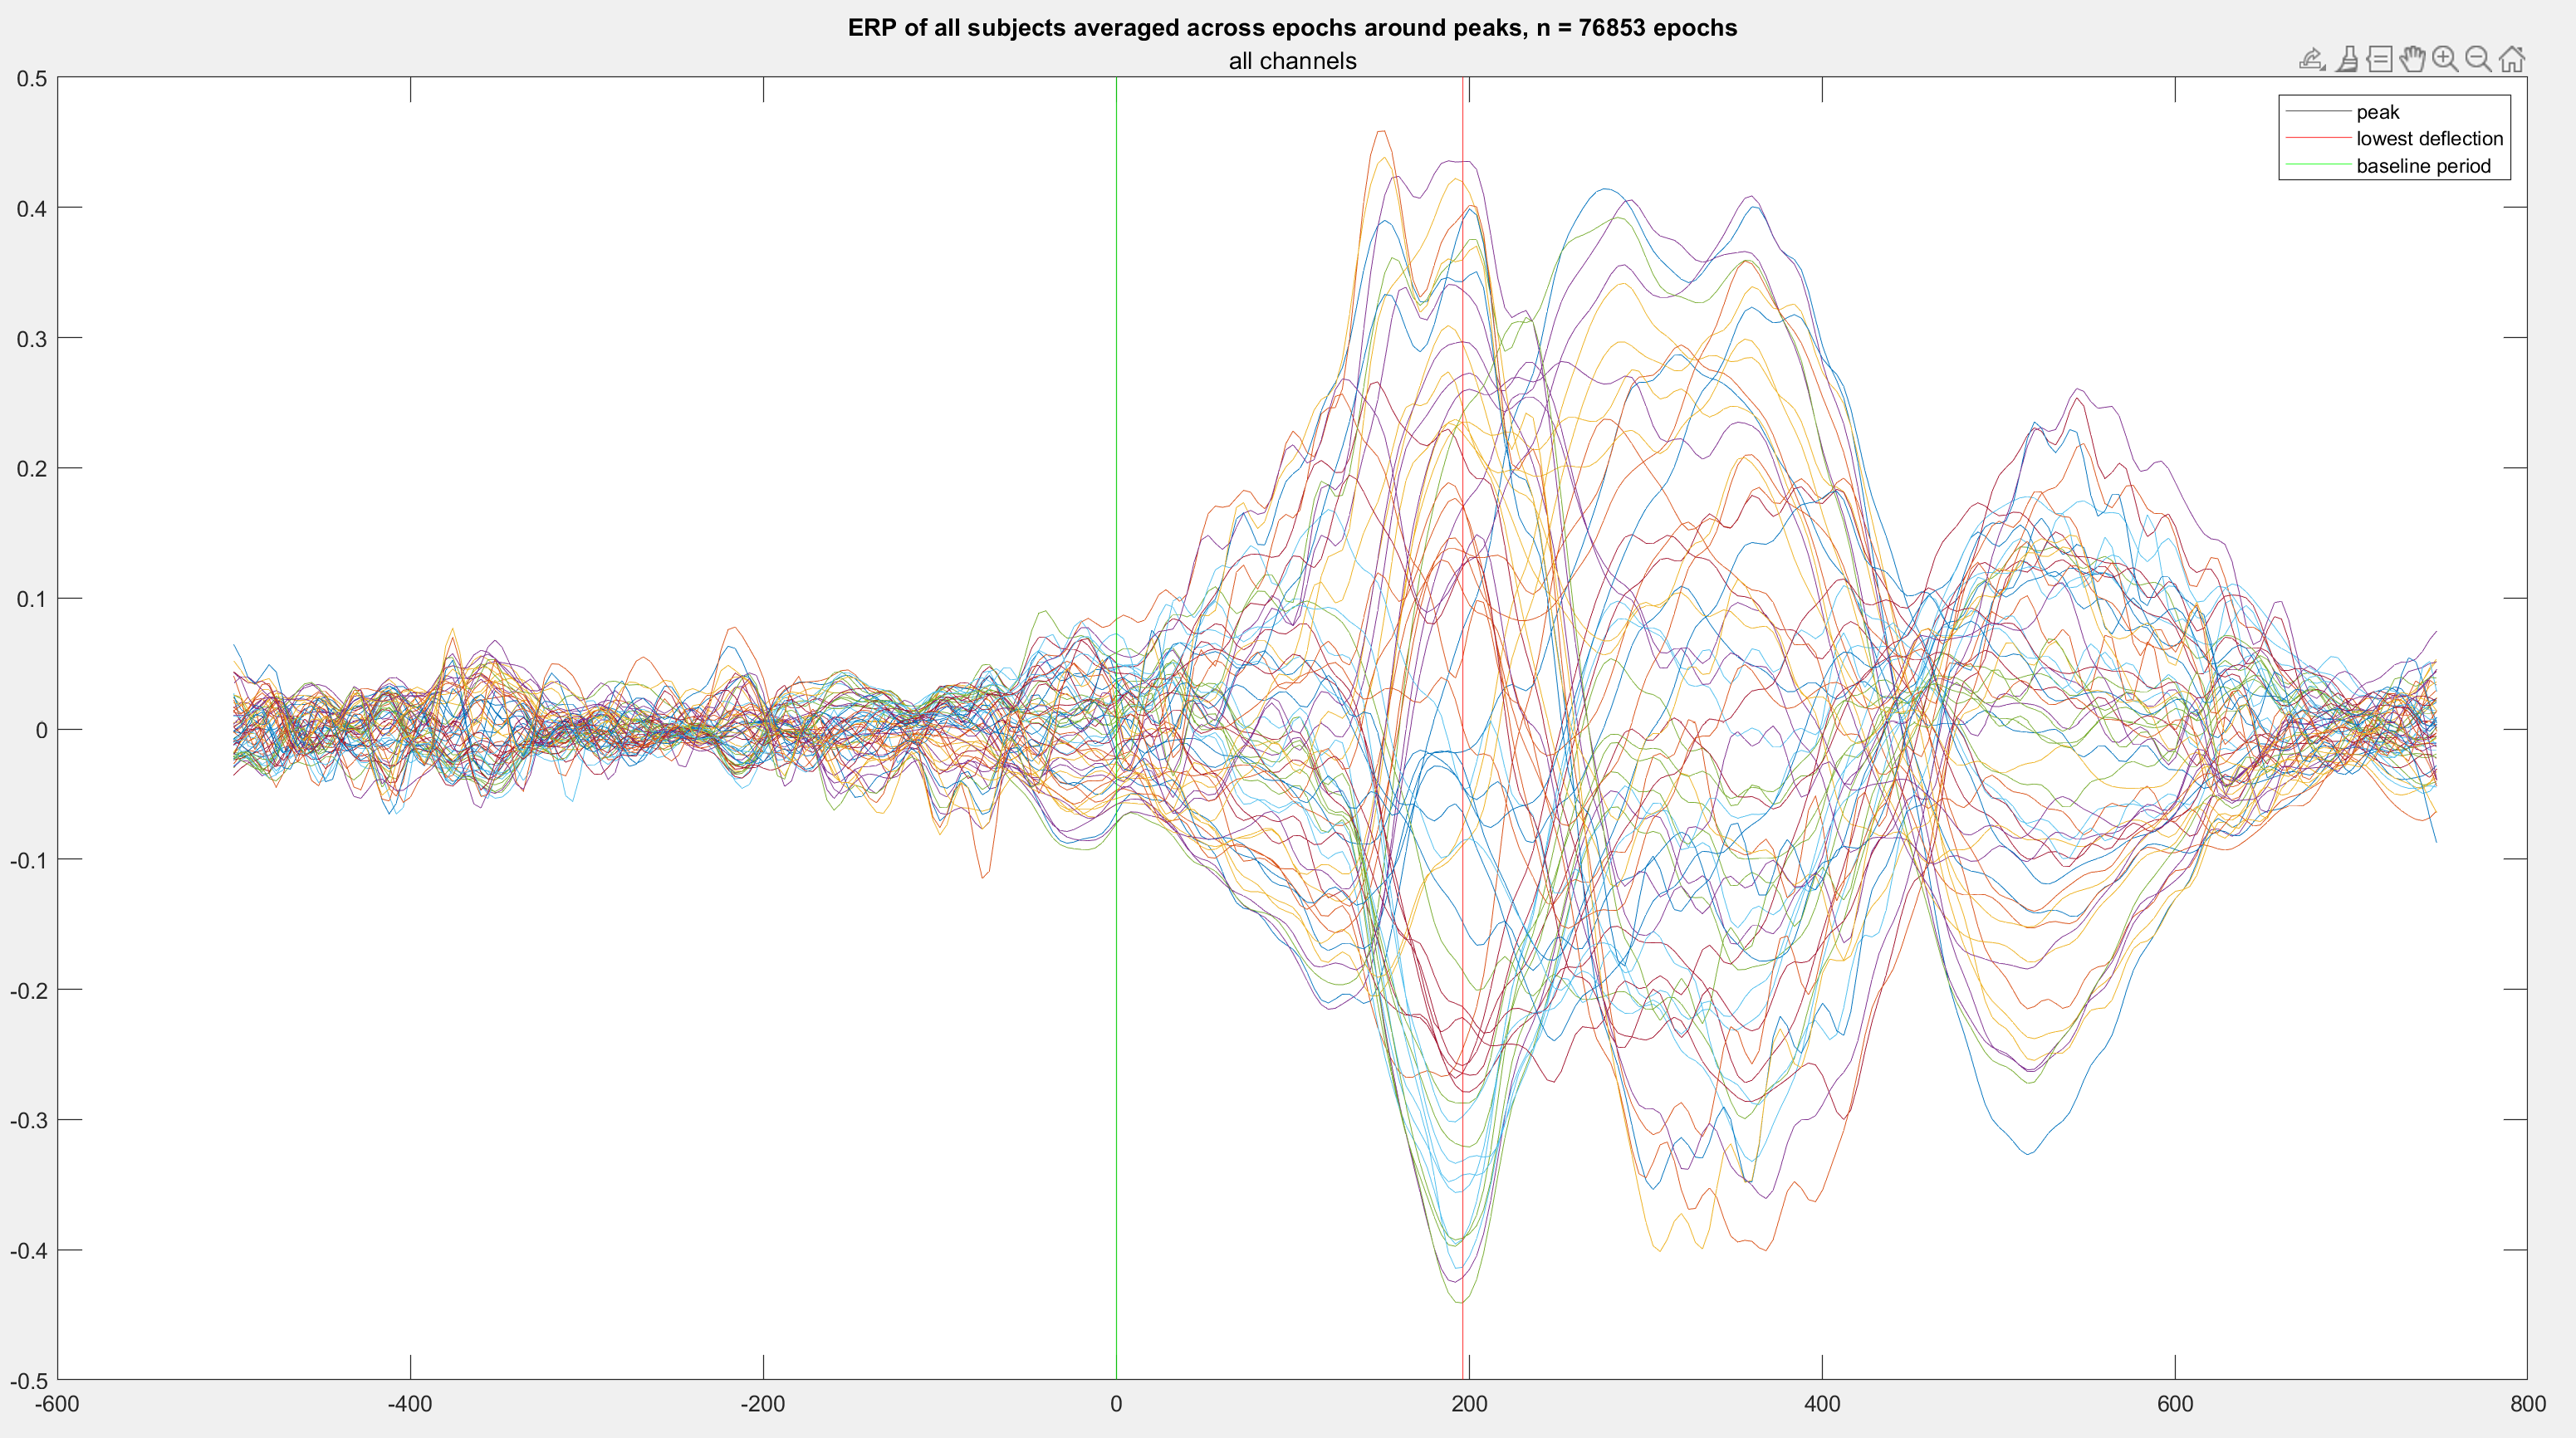 ERP of all subjects averaged across epochs around peaks, n = 76853 epochs
all channels
peak
lowest deflection
baseline period
0.5
0.4
0.3
0.2
0.1
0
-0.1
-0.2
-0.3
-0.4
-0.5
-600 -400 -200 0 200 400 600 800